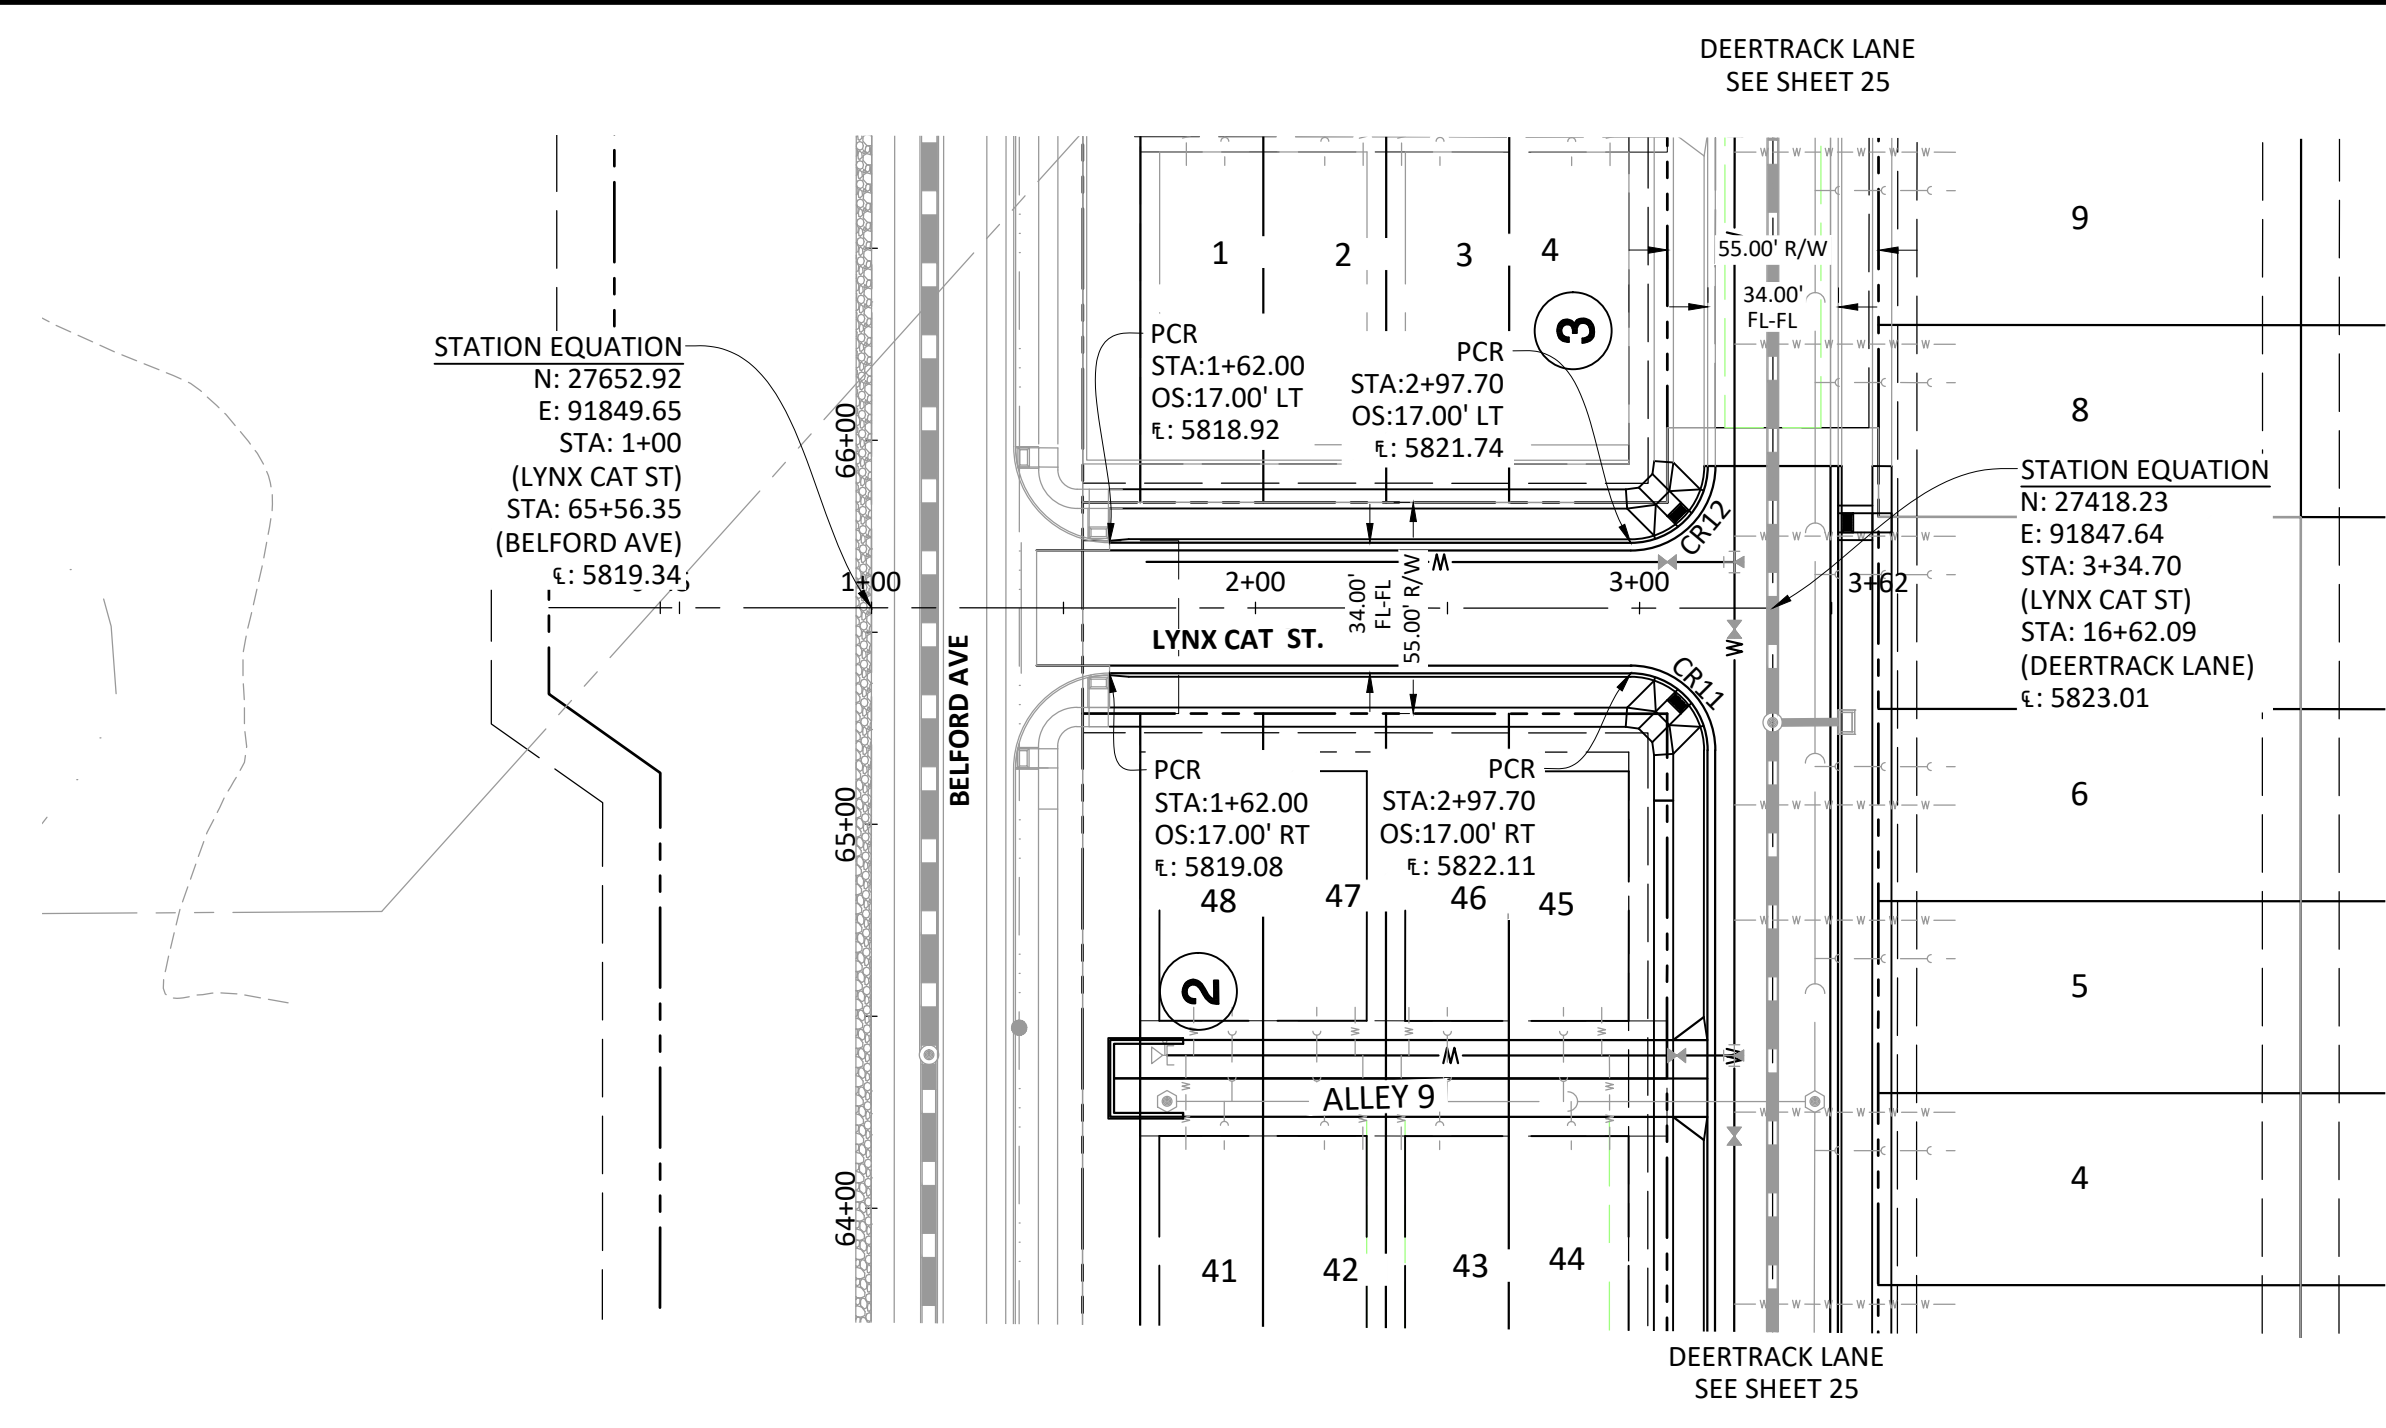 DEERTRACK LANE
SEE SHEET 25
STATION EQUATION
N: 27652.92
E: 91849.65
STA: 1+00
(LYNX CAT ST)
STA: 65+56.35
(BELFORD AVE)
℄: 5819.34
1
2
3
4
3
PCR
STA:1+62.00
OS:17.00' LT
FL: 5818.92
PCR
STA:2+97.70
OS:17.00' LT
FL: 5821.74
55.00' R/W
34.00'
FL-FL
9
8
6
5
4
STATION EQUATION
N: 27418.23
E: 91847.64
STA: 3+34.70
(LYNX CAT ST)
STA: 16+62.09
(DEERTRACK LANE)
℄: 5823.01
66+00
65+00
64+00
1+00
2+00
3+00
3+62
CR12
CR11
34.00'
FL-FL
55.00' R/W
LYNX CAT ST.
BELFORD AVE
PCR
STA:1+62.00
OS:17.00' RT
FL: 5819.08
PCR
STA:2+97.70
OS:17.00' RT
FL: 5822.11
48
47
46
45
2
ALLEY 9
41
42
43
44
W
W
W
W
DEERTRACK LANE
SEE SHEET 25